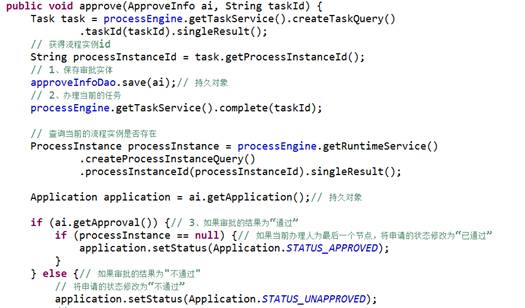 public void approve(ApproveInfo ai, String taskId) {
Task task = processEngine.getTaskService().createTaskQuery()
.taskId(taskId).singleResult();
// 获得流程实例id
String processInstanceId = task.getProcessInstanceId();
// 1、保存审批实体
approveInfoDao.save(ai);// 持久对象
// 2、办理当前的任务
processEngine.getTaskService().complete(taskId);
// 查询当前的流程实例是否存在
ProcessInstance processInstance = processEngine.getRuntimeService()
.createProcessInstanceQuery()
.processInstanceId(processInstanceId).singleResult();
Application application = ai.getApplication();// 持久对象
if (ai.getApproval()) {// 3、如果审批的结果为“通过”
if (processInstance == null) {// 如果当前办理人为最后一个节点，将申请的状态修改为“已通过”
application.setStatus(Application.STATUS_APPROVED);
}
} else {// 如果审批的结果为"不通过"
// 将申请的状态修改为“不通过”
application.setStatus(Application.STATUS_UNAPPROVED);